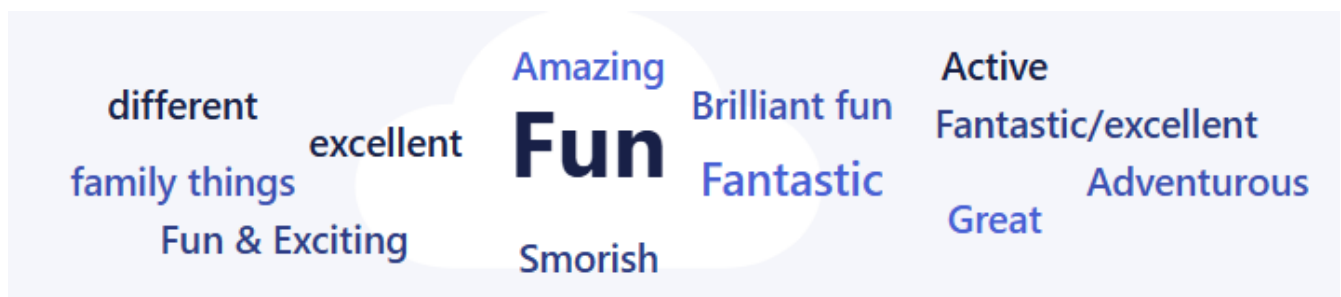 Amazing
Active
different
Brilliant fun
Fantastic/excellent
excellent
Fun
family things
Fantastic
Adventurous
Great
Fun & Exciting
Smorish